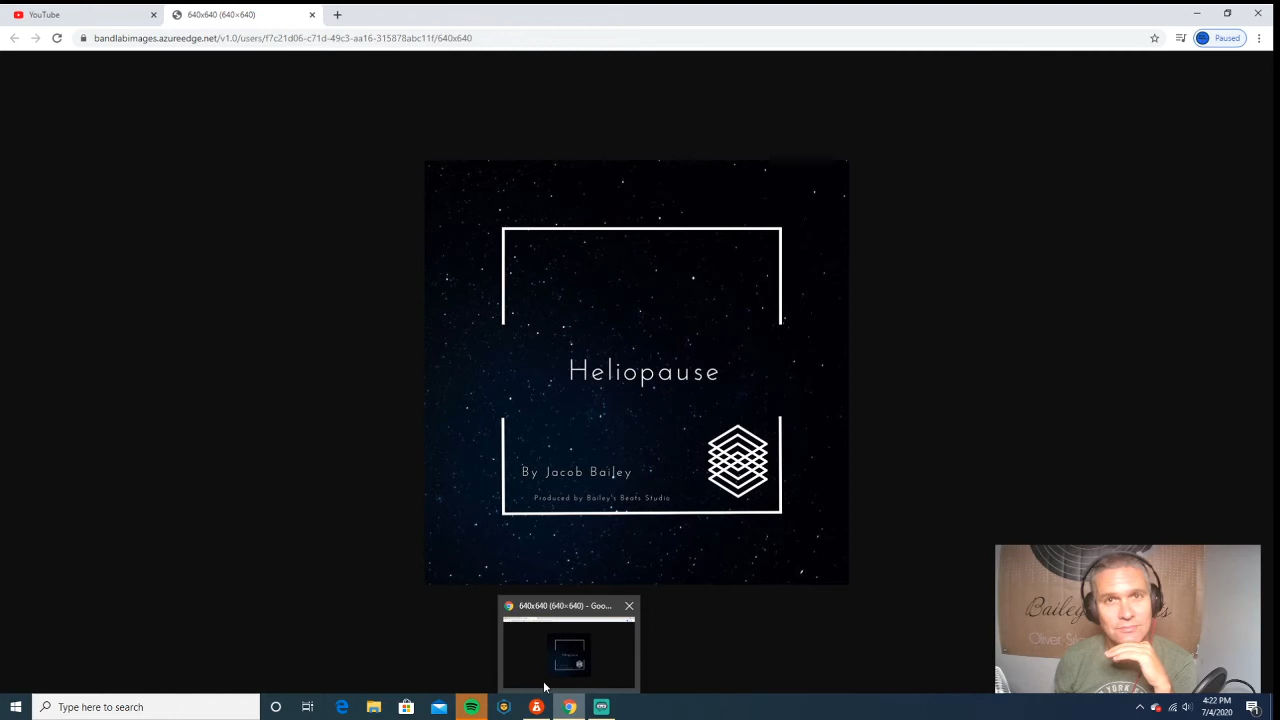 YouTube
640x640 (640×640)
bandlabimages.azureedge.net/v1.0/users/f7c21d06-c71d-49c3-aa16-315878abc11f/640x640
Paused
Heliopause
By Jacob Bailey
Produced by Bailey's Beats Studio
640x640 (640×640) - Goo...
Type here to search
4:22 PM
7/4/2020